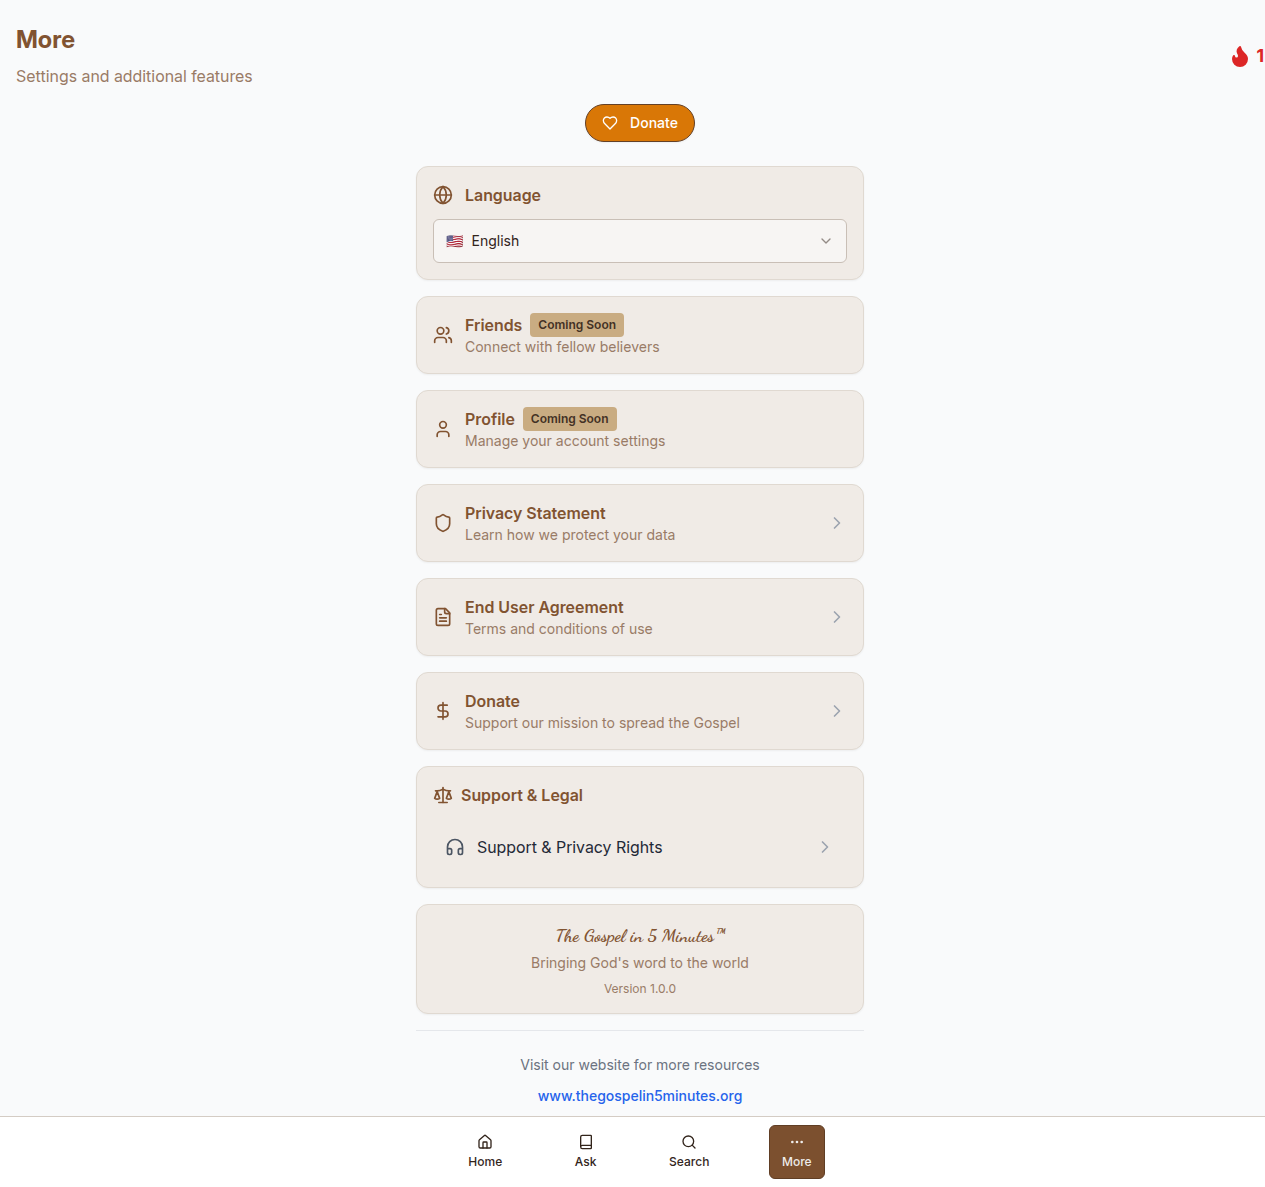 More
Settings and additional features
1
Donate
Language
English
Friends Coming Soon
Connect with fellow believers
Profile Coming Soon
Manage your account settings
Privacy Statement
Learn how we protect your data
End User Agreement
Terms and conditions of use
Donate
Support our mission to spread the Gospel
Support & Legal
Support & Privacy Rights
The Gospel in 5 Minutes™
Bringing God's word to the world
Version 1.0.0
Visit our website for more resources
www.thegospelin5minutes.org
Home Ask Search More